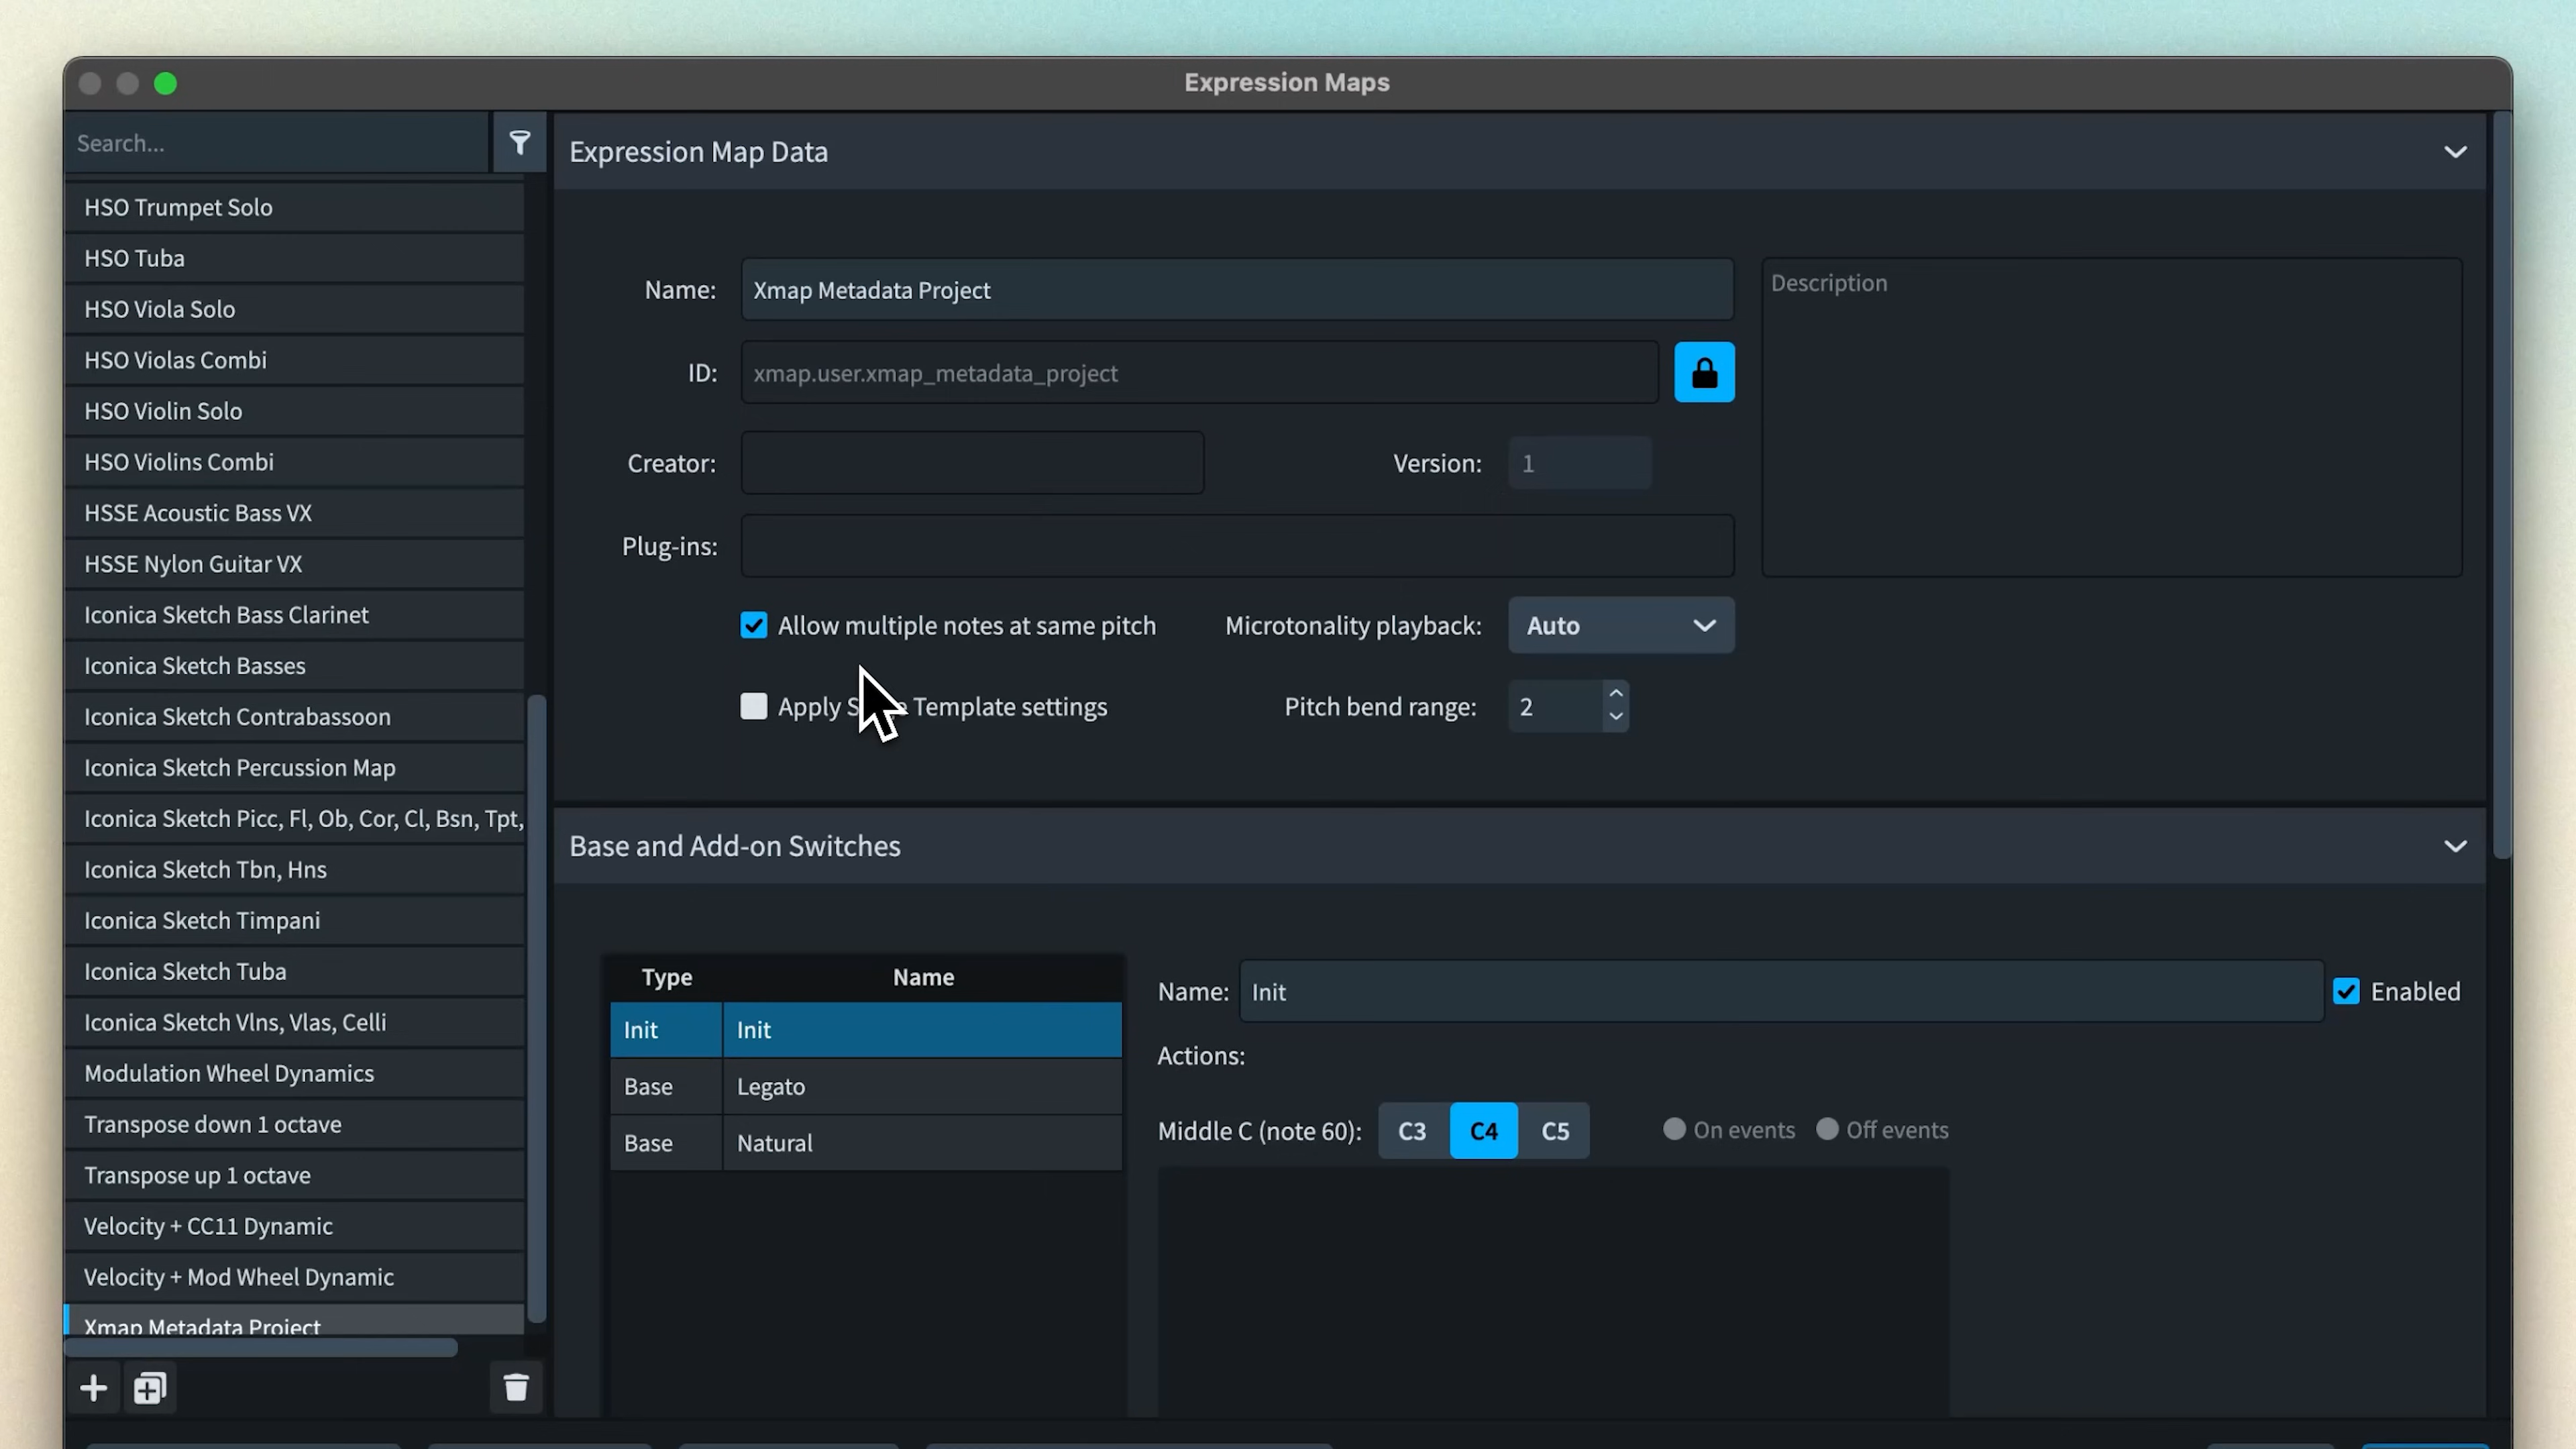 Expression Maps
Search...
HSO Trumpet Solo
HSO Tuba
HSO Viola Solo
HSO Violas Combi
HSO Violin Solo
HSO Violins Combi
HSSE Acoustic Bass VX
HSSE Nylon Guitar VX
Iconica Sketch Bass Clarinet
Iconica Sketch Basses
Iconica Sketch Contrabassoon
Iconica Sketch Percussion Map
Iconica Sketch Picc, Fl, Ob, Cor, Cl, Bsn, Tpt,
Iconica Sketch Tbn, Hns
Iconica Sketch Timpani
Iconica Sketch Tuba
Iconica Sketch Vlns, Vlas, Celli
Modulation Wheel Dynamics
Transpose down 1 octave
Transpose up 1 octave
Velocity + CC11 Dynamic
Velocity + Mod Wheel Dynamic
Xmap Metadata Project
Expression Map Data
Name: Xmap Metadata Project
Description
ID: xmap.user.xmap_metadata_project
Creator: Version: 1
Plug-ins:
Allow multiple notes at same pitch Microtonality playback: Auto
Apply Template settings Pitch bend range: 2
Base and Add-on Switches
Type Name
Init Init
Base Legato
Base Natural
Name: Init Enabled
Actions:
Middle C (note 60): C3 C4 C5 On events Off events